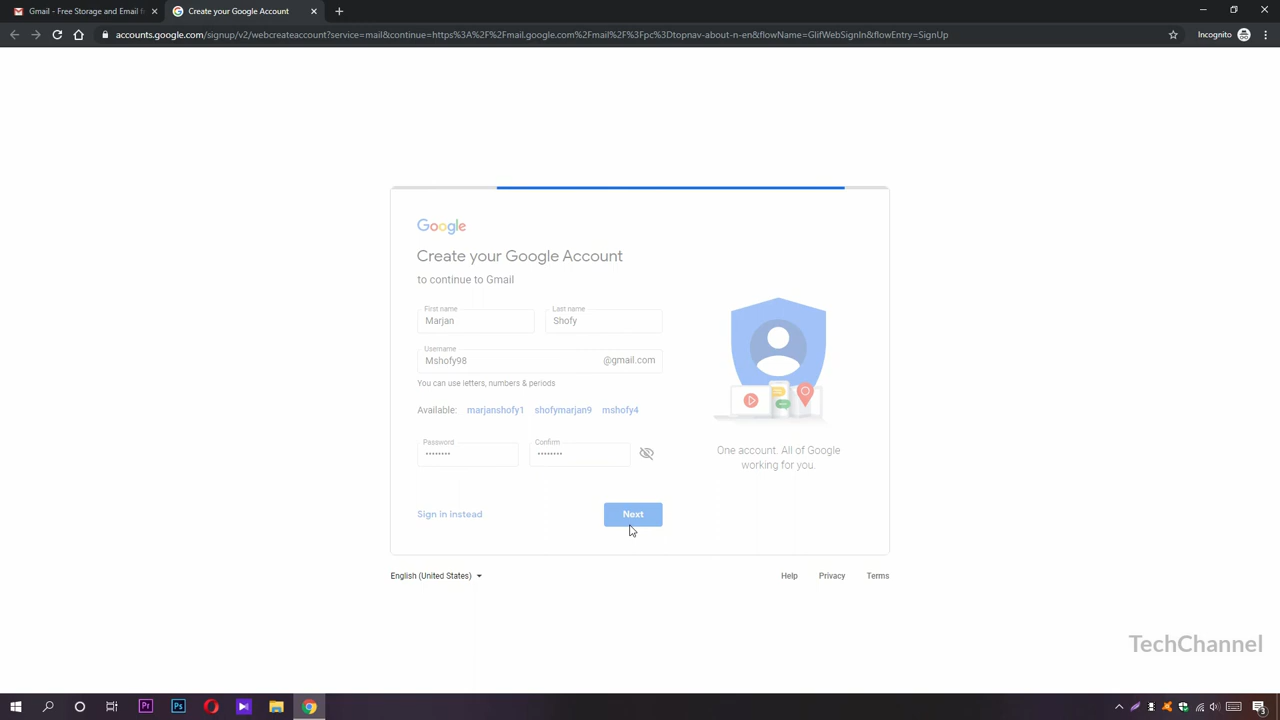 Gmail - Free Storage and Email f
Create your Google Account
accounts.google.com/signup/v2/webcreateaccount?service=mail&continue=https%3A%2F%2Fmail.google.com%2Fmail%2F%3Fpc%3Dtopnav-about-n-en&flowName=GlifWebSignIn&flowEntry=SignUp
Incognito
Google
Create your Google Account
to continue to Gmail
First name
Last name
Marjan
Shofy
Username
Mshofy98
@gmail.com
You can use letters, numbers & periods
Available: marjanshofy1 shofymarjan9 mshofy4
Password
Confirm
One account. All of Google
working for you.
Sign in instead
Next
English (United States)
Help Privacy Terms
TechChannel
Pr
Ps